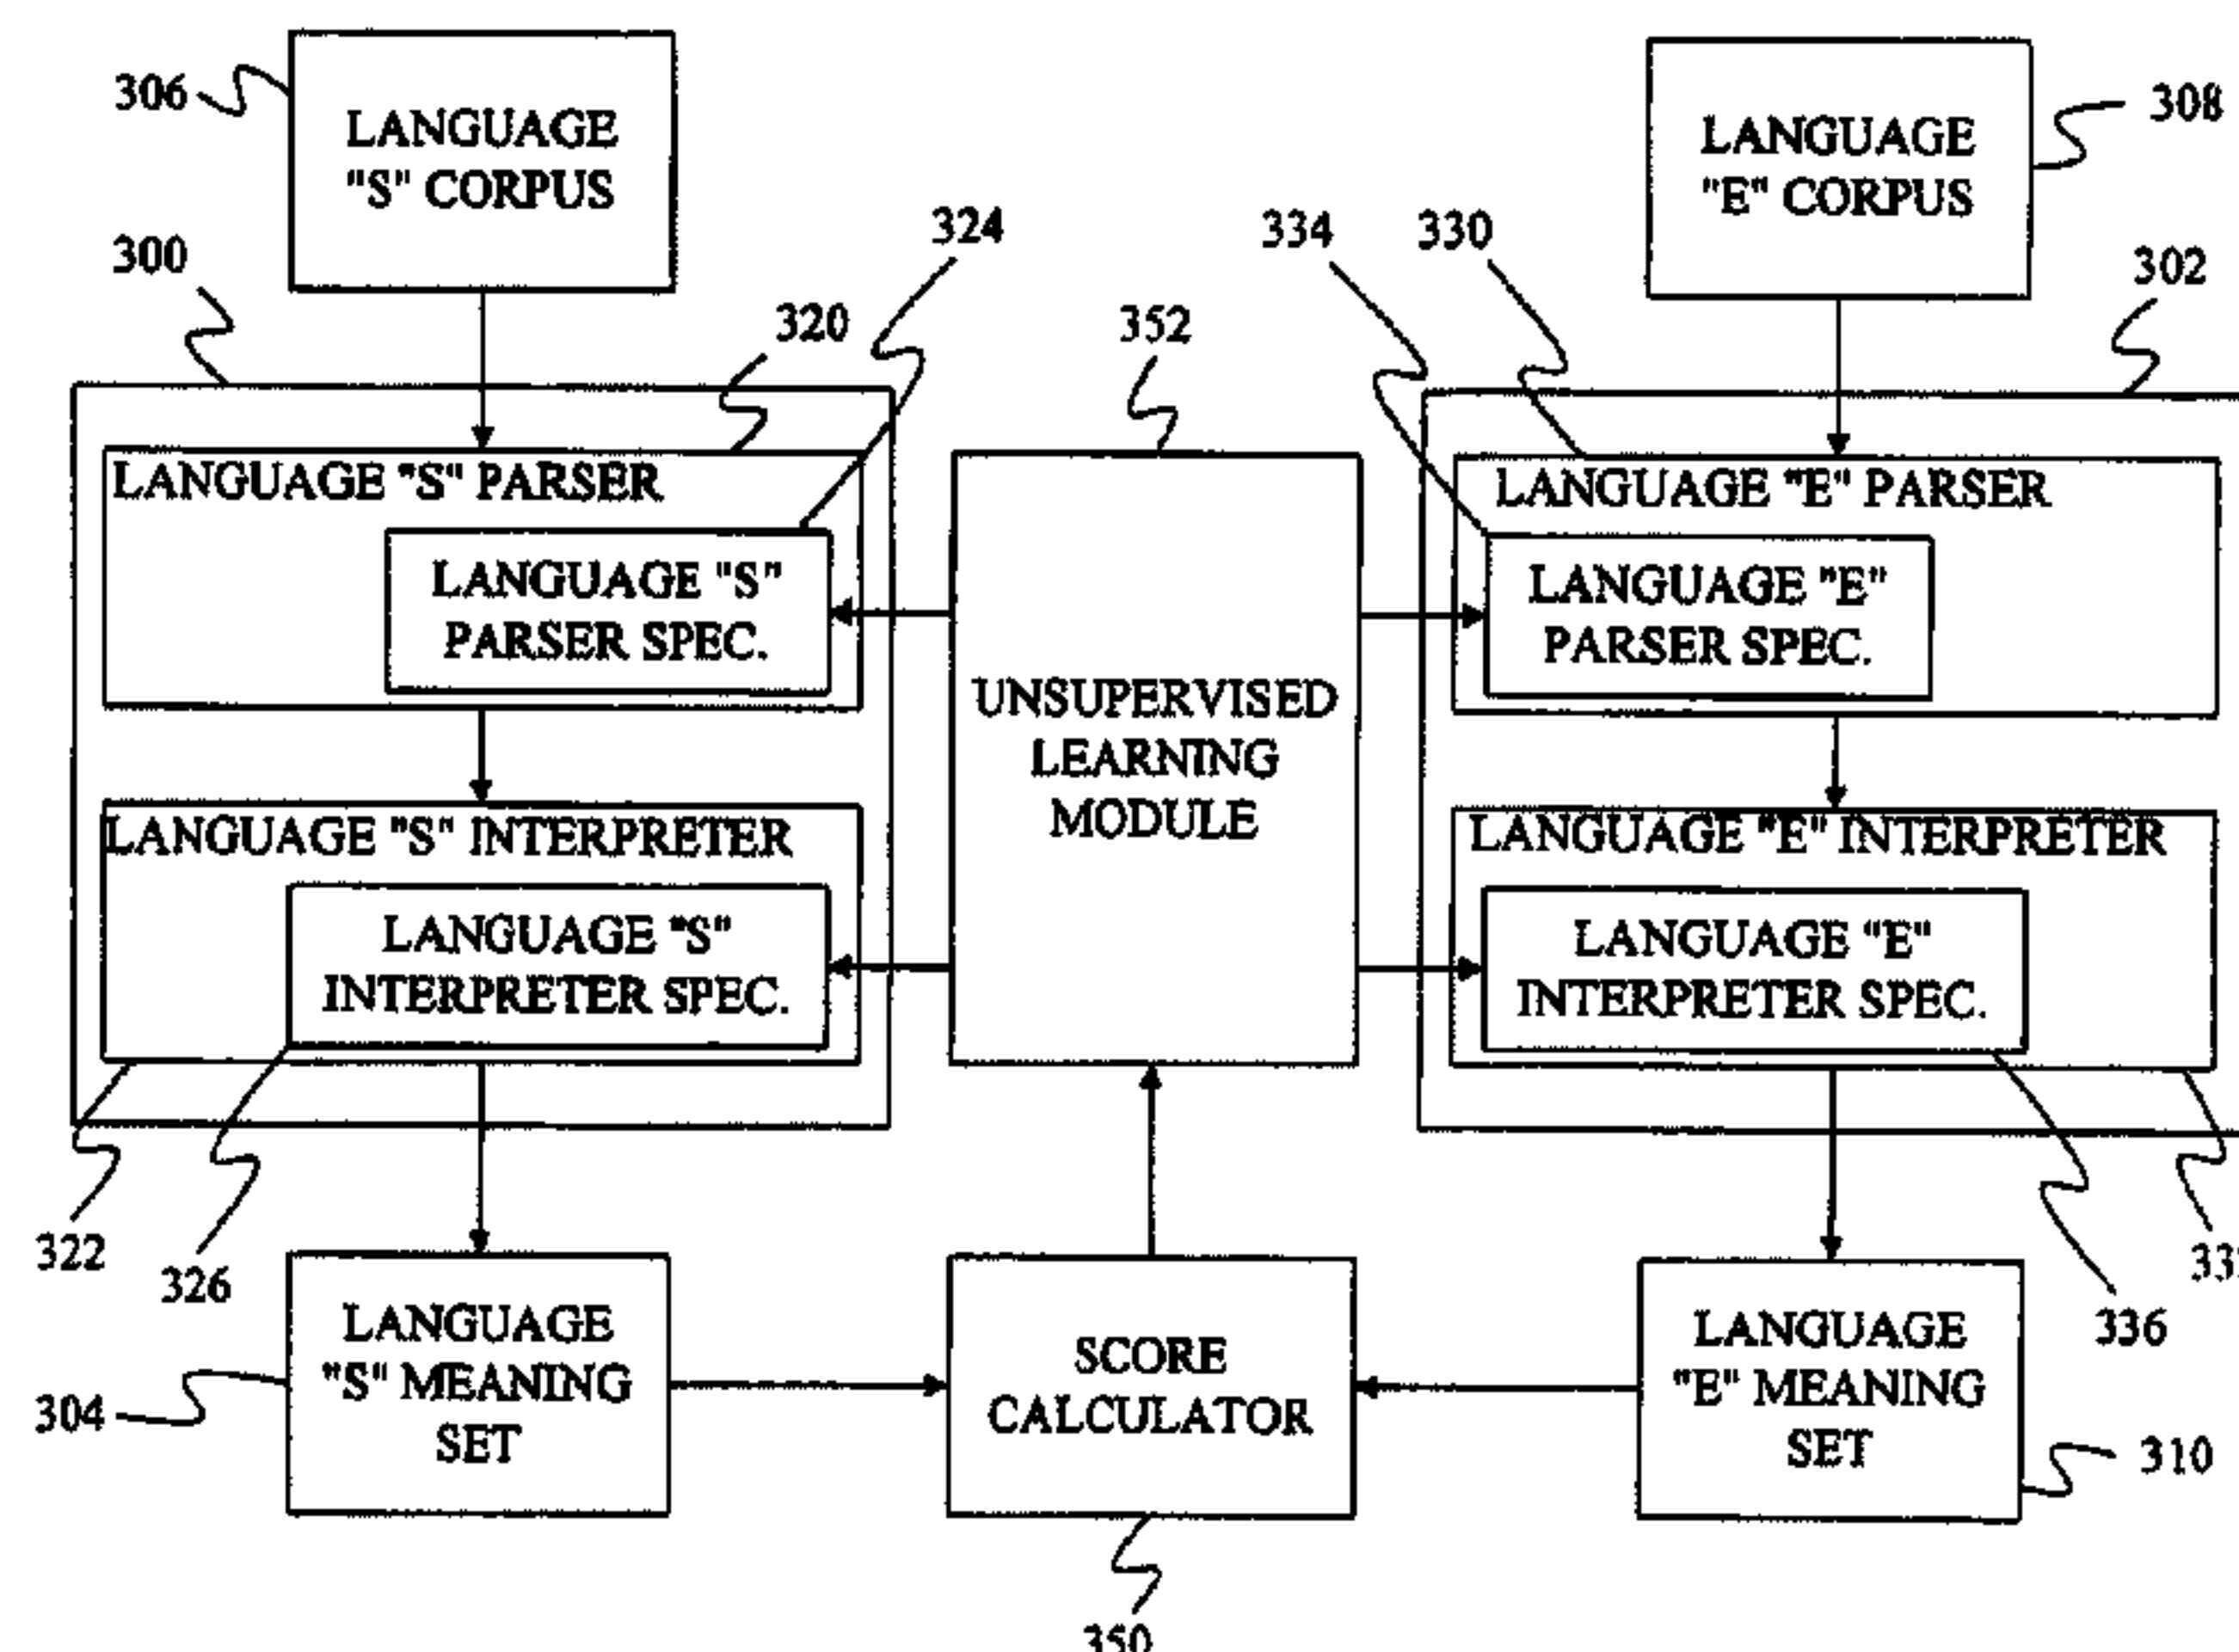 306
LANGUAGE
"S" CORPUS
LANGUAGE
"E" CORPUS
308
300
324
334
330
302
320
352
LANGUAGE "S" PARSER
LANGUAGE "S"
PARSER SPEC.
UNSUPERVISED
LEARNING
MODULE
LANGUAGE "E" PARSER
LANGUAGE "E"
PARSER SPEC.
LANGUAGE "S" INTERPRETER
LANGUAGE "S"
INTERPRETER SPEC.
LANGUAGE "E" INTERPRETER
LANGUAGE "E"
INTERPRETER SPEC.
322
326
336
304
LANGUAGE
"S" MEANING
SET
SCORE
CALCULATOR
LANGUAGE
"E" MEANING
SET
310
350